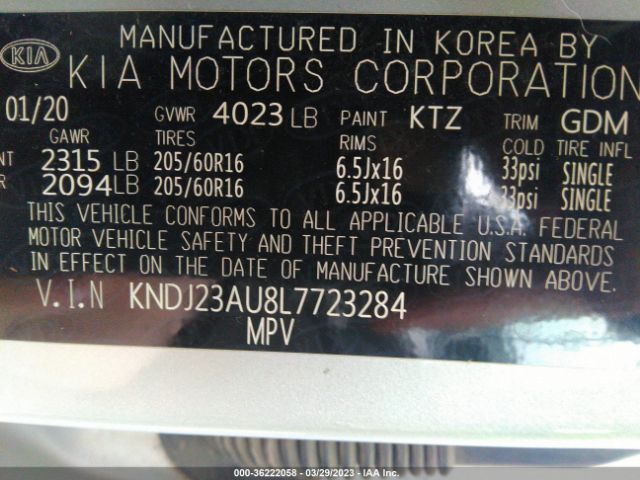 MANUFACTURED IN KOREA BY
KIA KIA MOTORS CORPORATION
01/20 GVWR 4023 LB PAINT KTZ TRIM GDM
GAWR TIRES RIMS COLD TIRE INFL
NT 2315 LB 205/60R16 6.5Jx16 33psi SINGLE
R 2094LB 205/60R16 6.5Jx16 33psi SINGLE
THIS VEHICLE CONFORMS TO ALL APPLICABLE U.S.A. FEDERAL
MOTOR VEHICLE SAFETY AND THEFT PREVENTION STANDARDS
IN EFFECT ON THE DATE OF MANUFACTURE SHOWN ABOVE.
V.I.N KNDJ23AU8L7723284
MPV
000-36222058 - 03/29/2023 - IAA Inc.